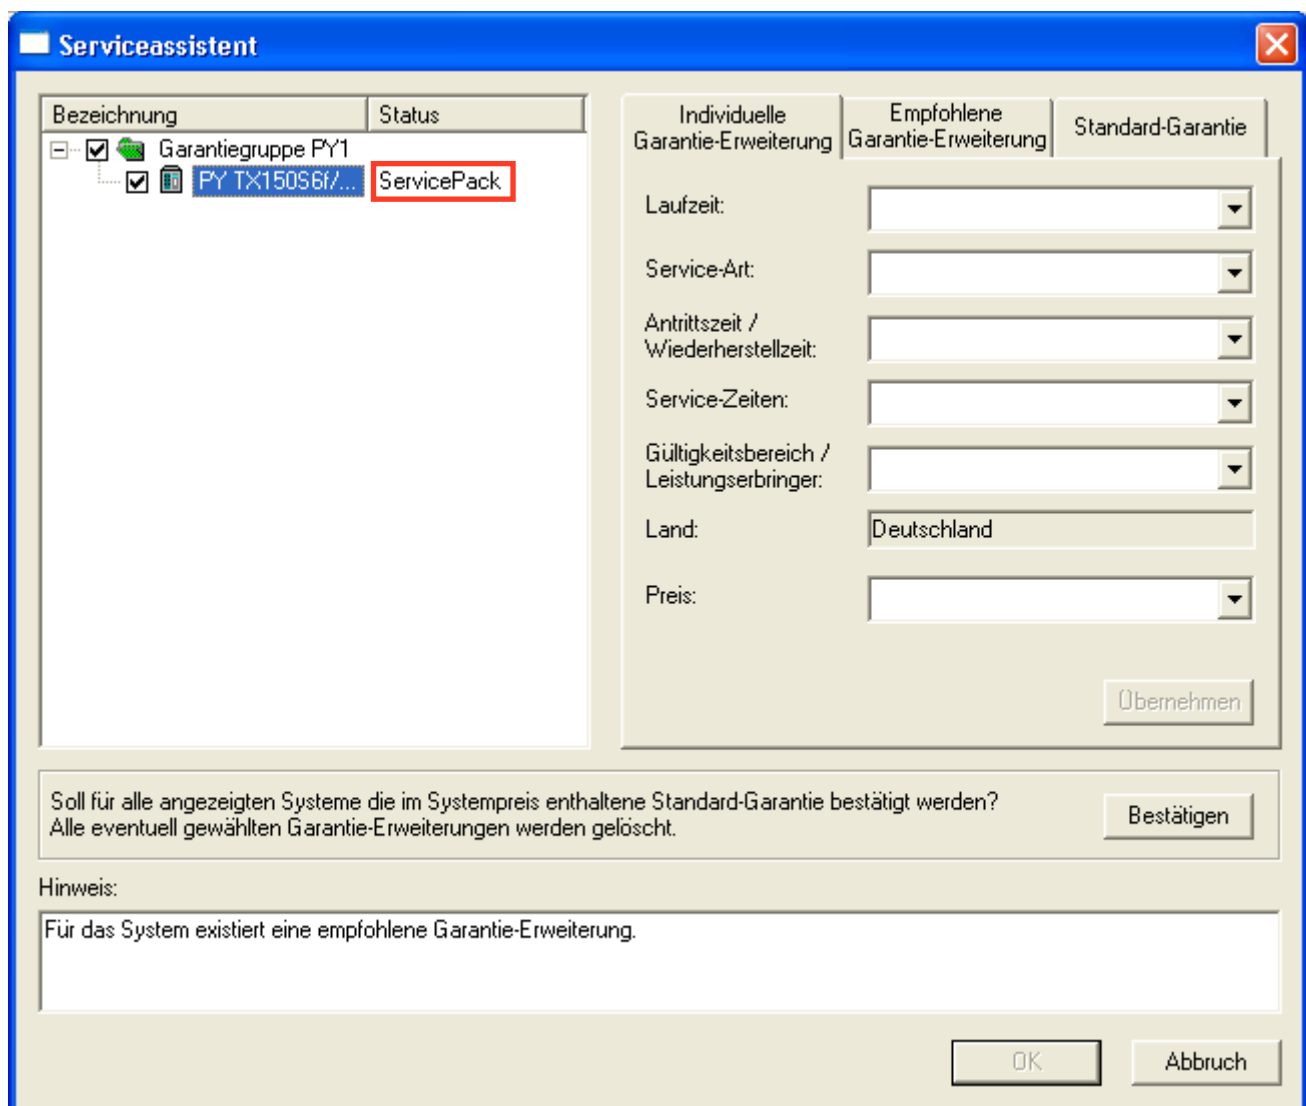 Serviceassistent
Bezeichnung Status
Garantiegruppe PY1
PY TX150S6f/... ServicePack
Individuelle
Garantie-Erweiterung
Empfohlene
Garantie-Erweiterung
Standard-Garantie
Laufzeit:
Service-Art:
Antrittszeit /
Wiederherstellzeit:
Service-Zeiten:
Gültigkeitsbereich /
Leistungserbringer:
Land: Deutschland
Preis:
Übernehmen
Soll für alle angezeigten Systeme die im Systempreis enthaltene Standard-Garantie bestätigt werden?
Alle eventuell gewählten Garantie-Erweiterungen werden gelöscht.
Bestätigen
Hinweis:
Für das System existiert eine empfohlene Garantie-Erweiterung.
OK Abbruch